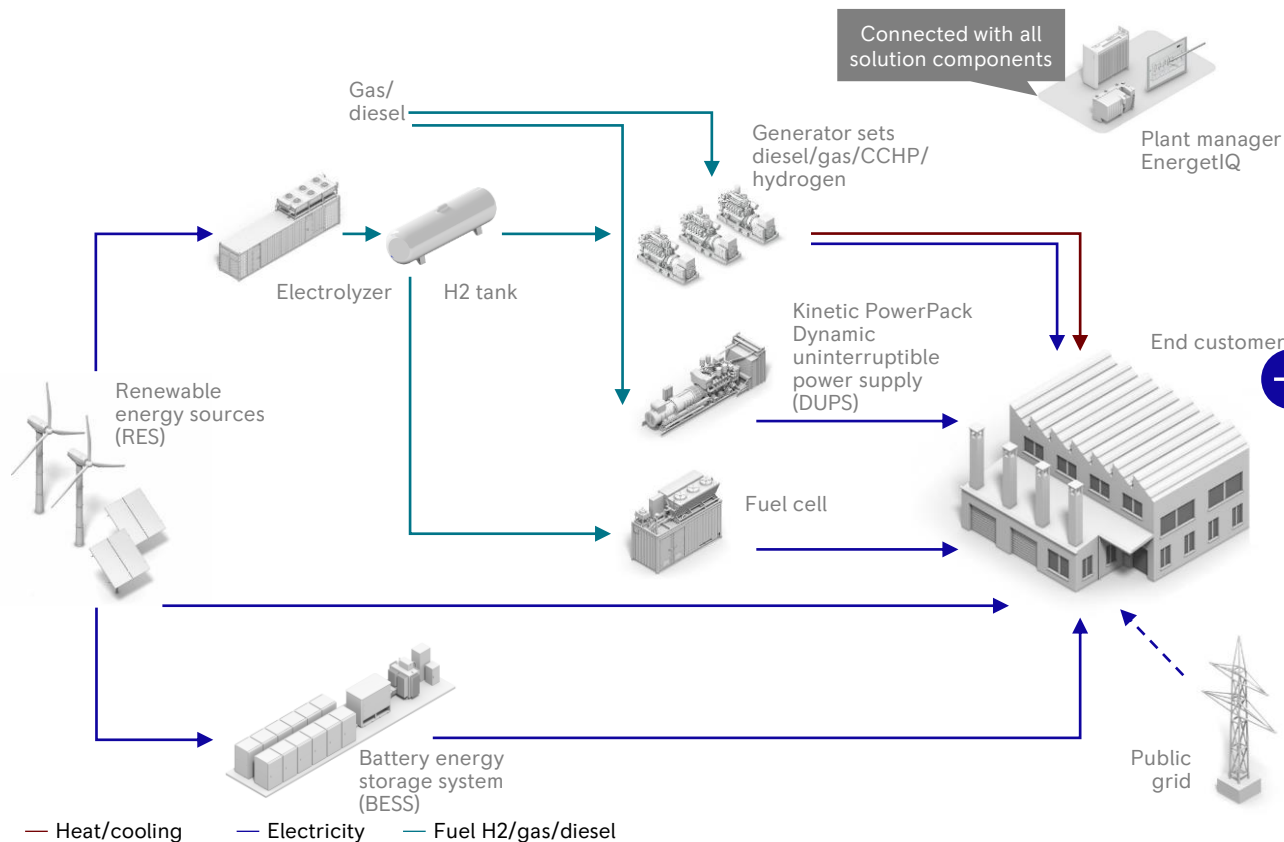 Connected with all
solution components
Plant manager
EnergetIQ
Gas/
diesel
Generator sets
diesel/gas/CCHP/
hydrogen
Electrolyzer
H2 tank
Kinetic PowerPack
Dynamic
uninterruptible
power supply
(DUPS)
End customer
Renewable
energy sources
(RES)
Fuel cell
Battery energy
storage system
(BESS)
Public
grid
Heat/cooling
Electricity
Fuel H2/gas/diesel